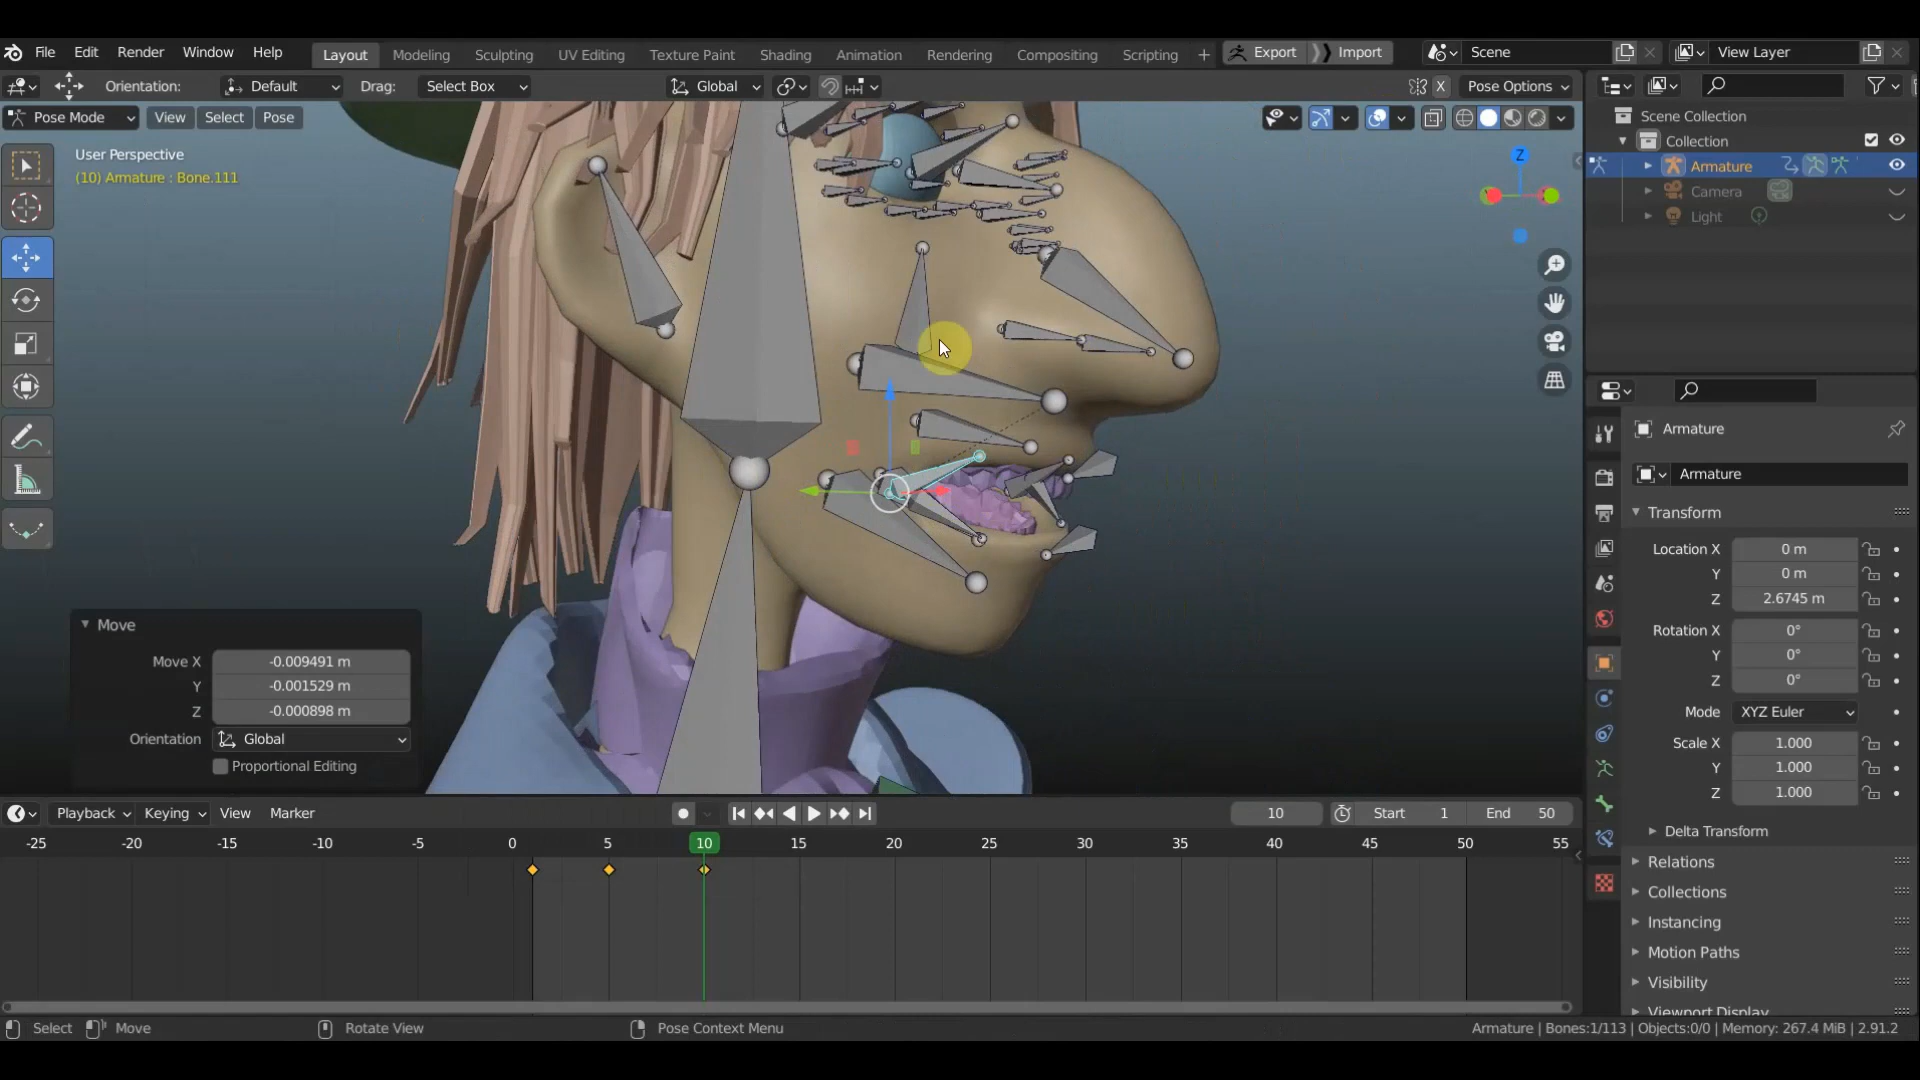 File Edit Render Window Help Layout Modeling Sculpting UV Editing Texture Paint Shading Animation Rendering Compositing Scripting + Export Import Scene View Layer
Orientation: Default Drag: Select Box Global X Pose Options
Pose Mode View Select Pose
User Perspective
(10) Armature : Bone.111
Z
Scene Collection
Collection
Armature
Camera
Light
Armature
Armature
Transform
Location X 0 m
Y 0 m
Z 2.6745 m
Rotation X 0°
Y 0°
Z 0°
Mode XYZ Euler
Scale X 1.000
Y 1.000
Z 1.000
Delta Transform
Relations
Collections
Instancing
Motion Paths
Visibility
Viewport Display
Move
Move X -0.009491 m
Y -0.001529 m
Z -0.000898 m
Orientation Global
Proportional Editing
Playback Keying View Marker 10 Start 1 End 50
-25 -20 -15 -10 -5 0 5 10 15 20 25 30 35 40 45 50 55
Select Move Rotate View Pose Context Menu Armature | Bones:1/113 | Objects:0/0 | Memory: 267.4 MiB | 2.91.2